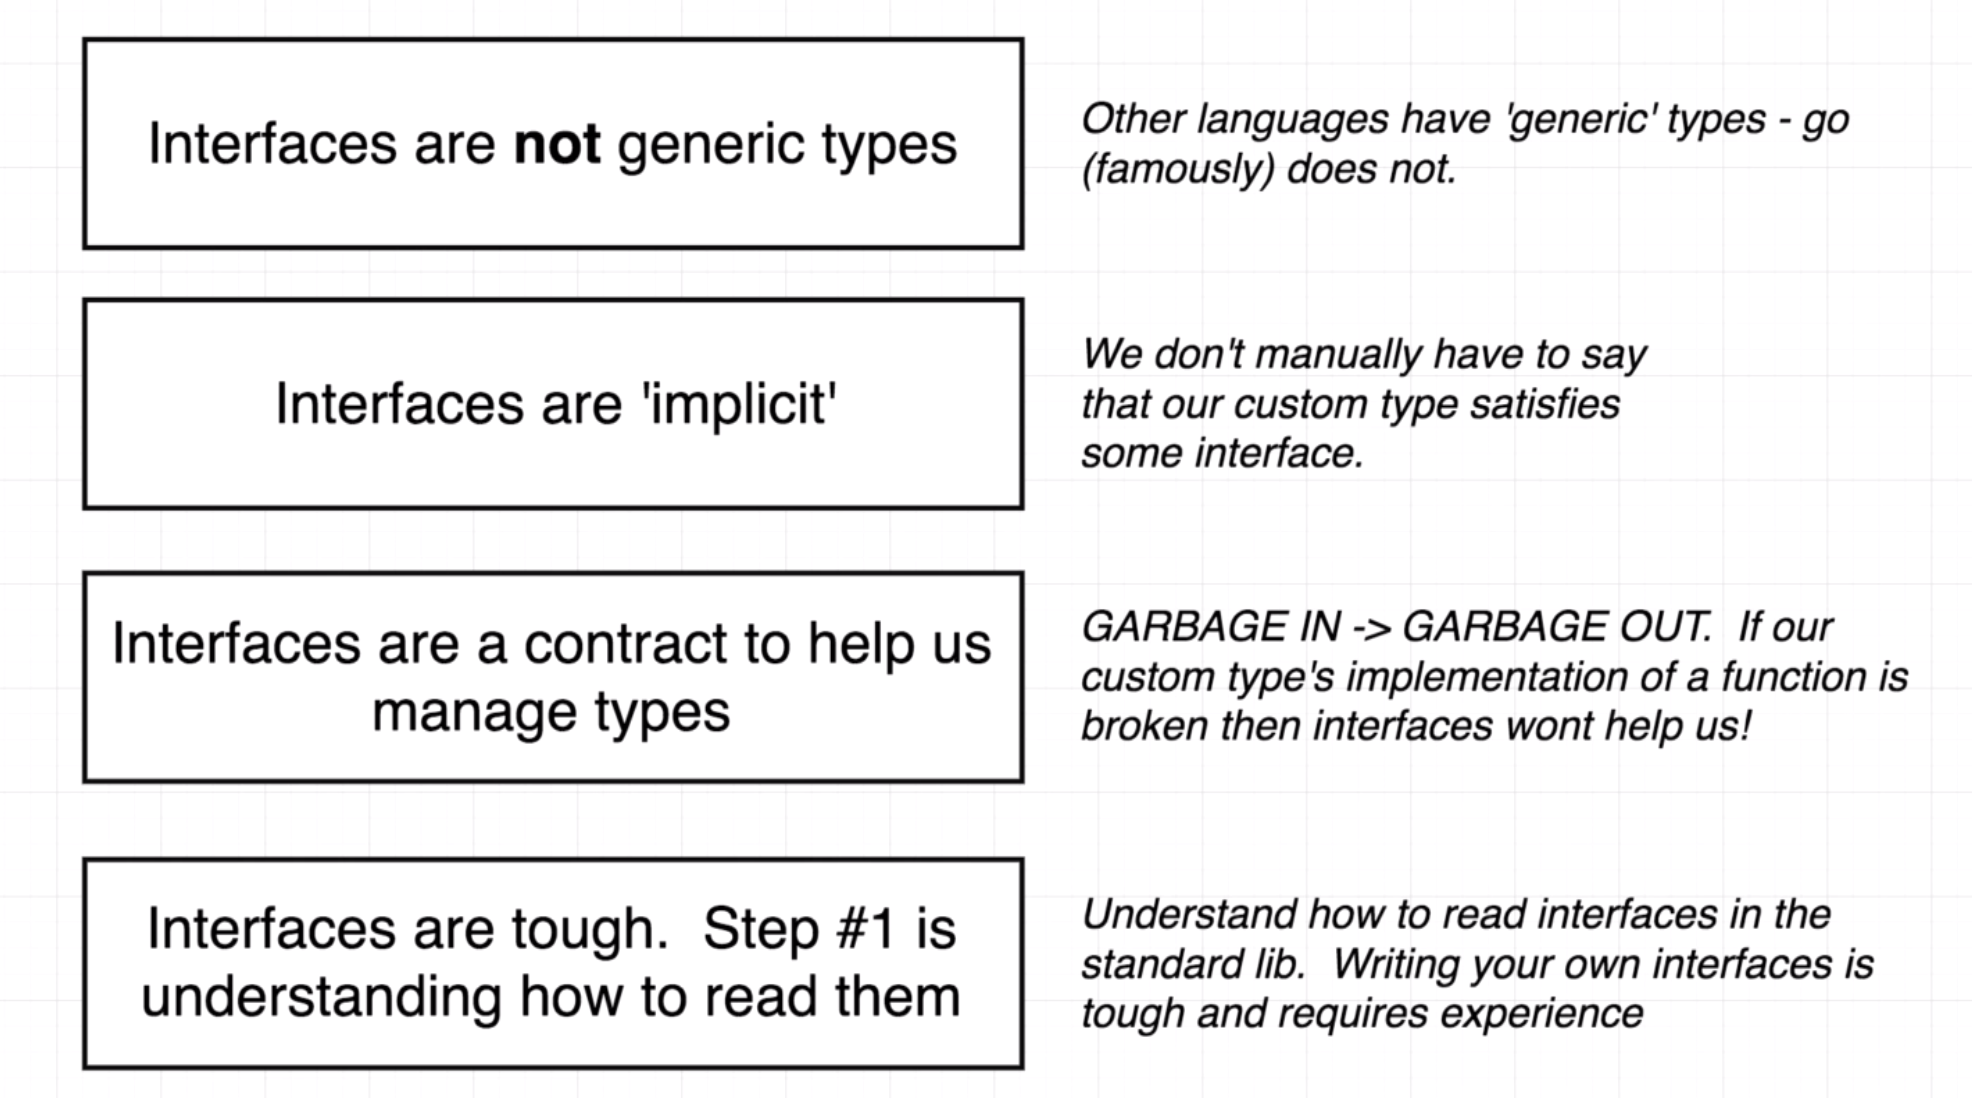 Interfaces are not generic types
Other languages have 'generic' types - go
(famously) does not.
Interfaces are 'implicit'
We don't manually have to say
that our custom type satisfies
some interface.
Interfaces are a contract to help us
manage types
GARBAGE IN -> GARBAGE OUT.  If our
custom type's implementation of a function is
broken then interfaces wont help us!
Interfaces are tough.  Step #1 is
understanding how to read them
Understand how to read interfaces in the
standard lib.  Writing your own interfaces is
tough and requires experience